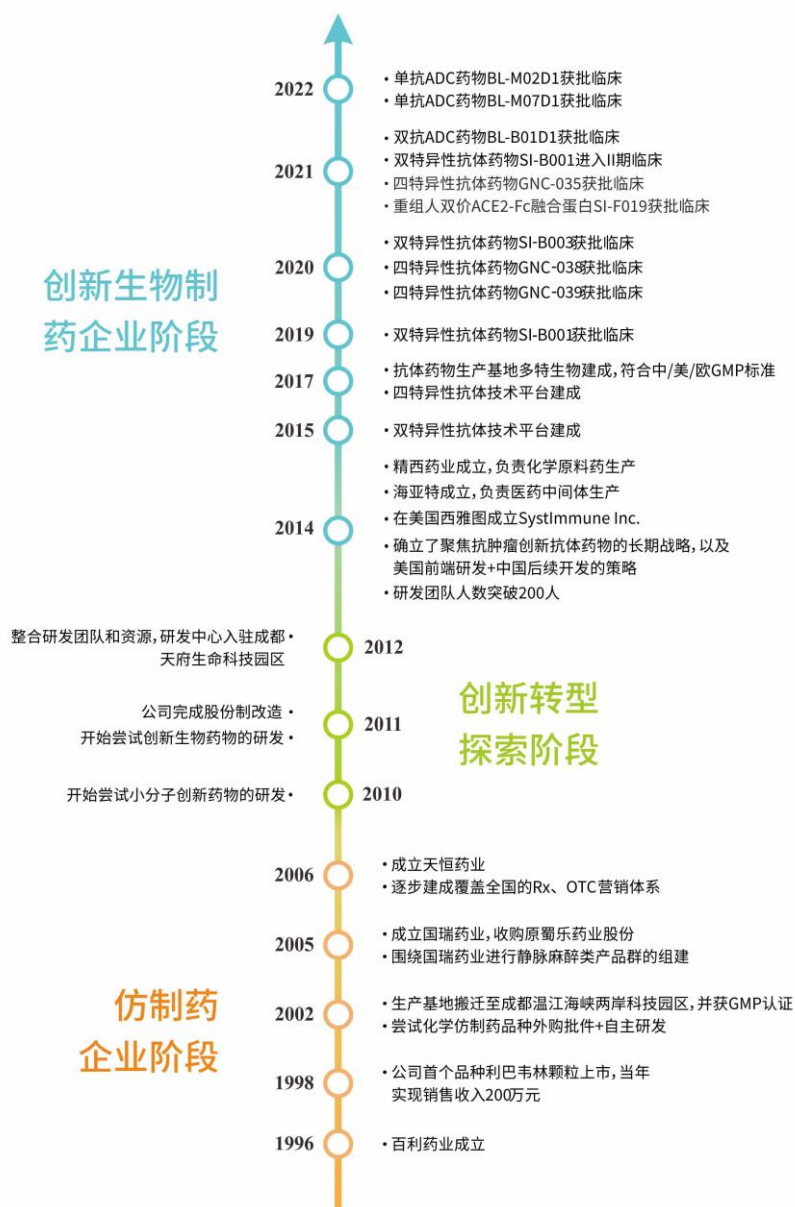 2022
· 单抗ADC药物BL-M02D1获批临床
· 单抗ADC药物BL-M07D1获批临床
2021
· 双抗ADC药物BL-B01D1获批临床
· 双特异性抗体药物SI-B001进入II期临床
· 四特异性抗体药物GNC-035获批临床
· 重组人双价ACE2-Fc融合蛋白SI-F019获批临床
创新生物制
药企业阶段
2020
· 双特异性抗体药物SI-B003获批临床
· 四特异性抗体药物GNC-038获批临床
· 四特异性抗体药物GNC-039获批临床
2019
· 双特异性抗体药物SI-B001获批临床
2017
· 抗体药物生产基地多特生物建成，符合中/美/欧GMP标准
· 四特异性抗体技术平台建成
2015
· 双特异性抗体技术平台建成
2014
· 精西药业成立，负责化学原料药生产
· 海亚特成立，负责医药中间体生产
· 在美国西雅图成立SystImmune Inc.
· 确立了聚焦抗肿瘤创新抗体药物的长期战略，以及
美国前端研发+中国后续开发的策略
· 研发团队人数突破200人
整合研发团队和资源，研发中心入驻成都·
天府生命科技园区
2012
创新转型
探索阶段
公司完成股份制改造 ·
开始尝试创新生物药物的研发·
2011
开始尝试小分子创新药物的研发·
2010
2006
· 成立天恒药业
· 逐步建成覆盖全国的Rx、OTC营销体系
2005
· 成立国瑞药业，收购原蜀乐药业股份
· 围绕国瑞药业进行静脉麻醉类产品群的组建
仿制药
企业阶段
2002
· 生产基地搬迁至成都温江海峡两岸科技园区，并获GMP认证
· 尝试化学仿制药品种外购批件+自主研发
1998
· 公司首个品种利巴韦林颗粒上市，当年
实现销售收入200万元
1996
· 百利药业成立